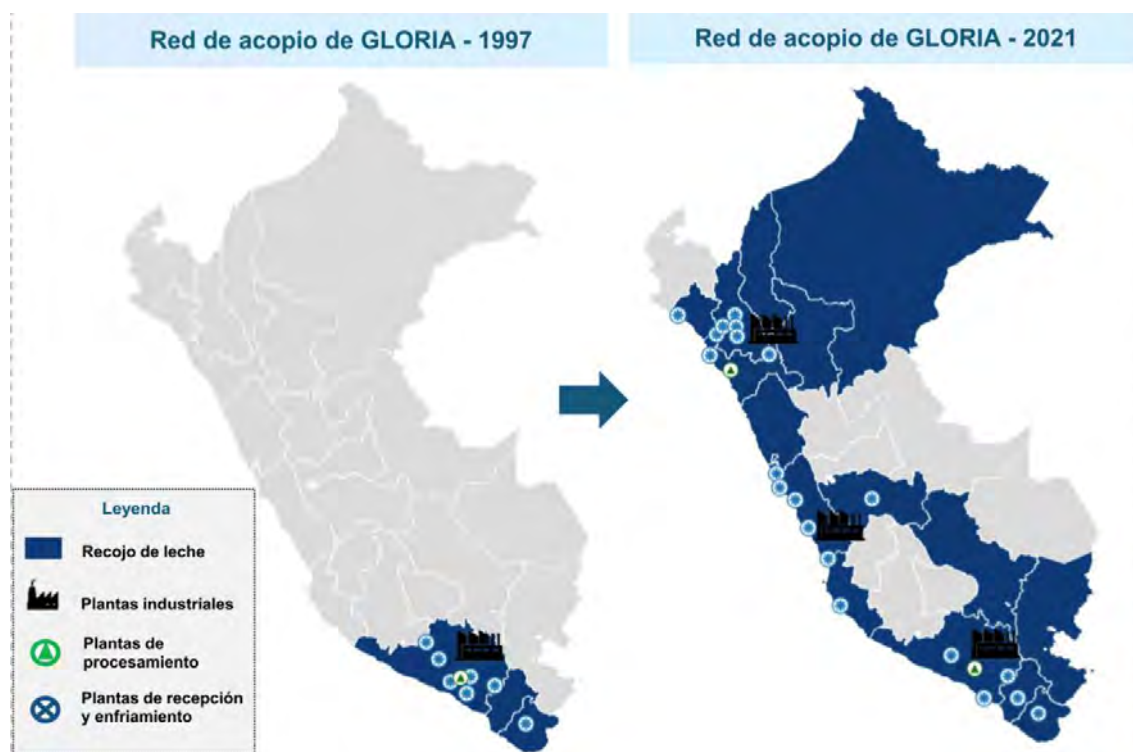 Red de acopio de GLORIA - 1997
Red de acopio de GLORIA - 2021
Leyenda
Recojo de leche
Plantas industriales
Plantas de
procesamiento
Plantas de recepción
y enfriamiento